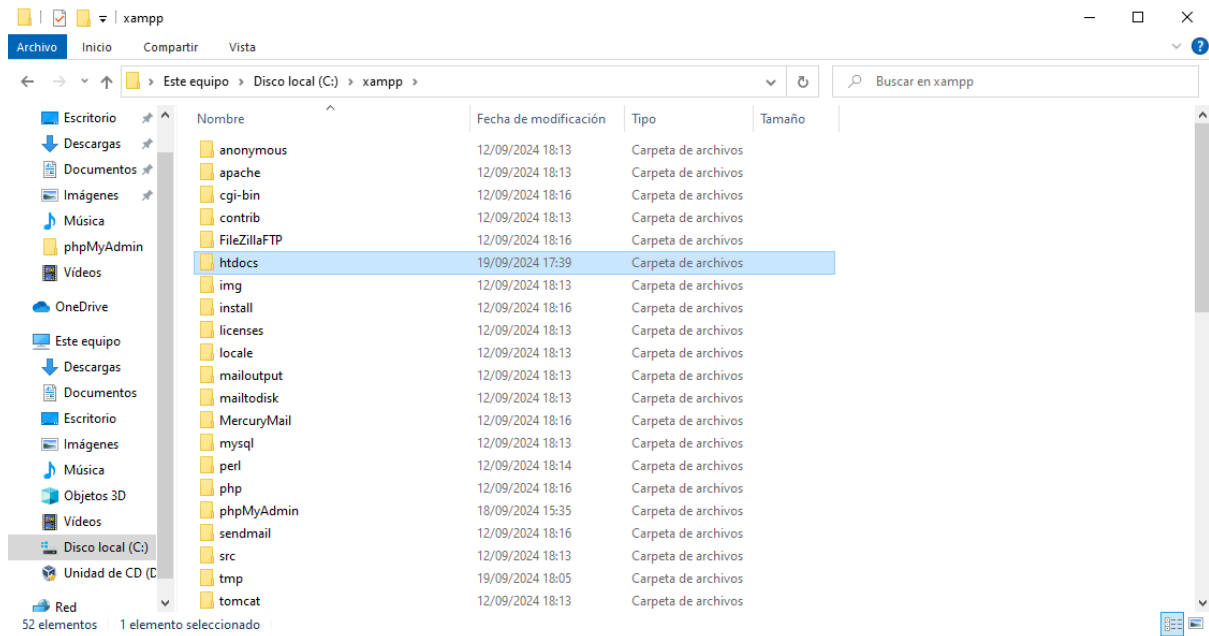 xampp
Archivo Inicio Compartir Vista
Este equipo > Disco local (C:) > xampp >
Buscar en xampp
Escritorio
Descargas
Documentos
Imágenes
Música
phpMyAdmin
Vídeos
OneDrive
Este equipo
Descargas
Documentos
Escritorio
Imágenes
Música
Objetos 3D
Vídeos
Disco local (C:)
Unidad de CD (D
Red
Nombre Fecha de modificación Tipo Tamaño
anonymous 12/09/2024 18:13 Carpeta de archivos
apache 12/09/2024 18:13 Carpeta de archivos
cgi-bin 12/09/2024 18:16 Carpeta de archivos
contrib 12/09/2024 18:13 Carpeta de archivos
FileZillaFTP 12/09/2024 18:16 Carpeta de archivos
htdocs 19/09/2024 17:39 Carpeta de archivos
img 12/09/2024 18:13 Carpeta de archivos
install 12/09/2024 18:16 Carpeta de archivos
licenses 12/09/2024 18:13 Carpeta de archivos
locale 12/09/2024 18:13 Carpeta de archivos
mailoutput 12/09/2024 18:13 Carpeta de archivos
mailtodisk 12/09/2024 18:13 Carpeta de archivos
MercuryMail 12/09/2024 18:16 Carpeta de archivos
mysql 12/09/2024 18:13 Carpeta de archivos
perl 12/09/2024 18:14 Carpeta de archivos
php 12/09/2024 18:16 Carpeta de archivos
phpMyAdmin 18/09/2024 15:35 Carpeta de archivos
sendmail 12/09/2024 18:16 Carpeta de archivos
src 12/09/2024 18:13 Carpeta de archivos
tmp 19/09/2024 18:05 Carpeta de archivos
tomcat 12/09/2024 18:13 Carpeta de archivos
52 elementos 1 elemento seleccionado